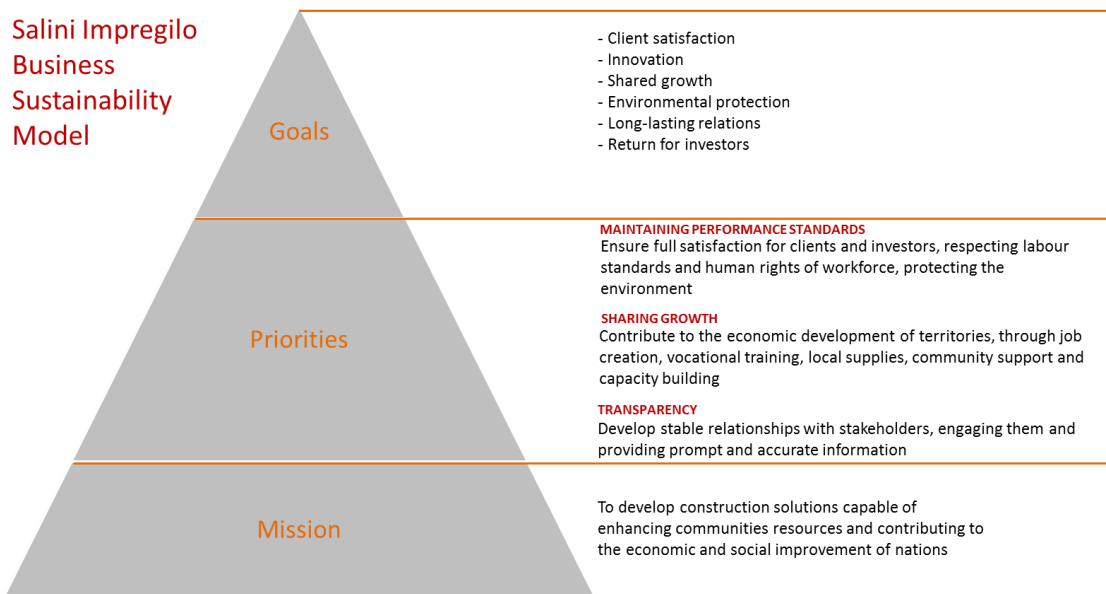 Salini Impregilo
Business
Sustainability
Model
Goals
- Client satisfaction
- Innovation
- Shared growth
- Environmental protection
- Long-lasting relations
- Return for investors
Priorities
MAINTAINING PERFORMANCE STANDARDS
Ensure full satisfaction for clients and investors, respecting labour
standards and human rights of workforce, protecting the
environment
SHARING GROWTH
Contribute to the economic development of territories, through job
creation, vocational training, local supplies, community support and
capacity building
TRANSPARENCY
Develop stable relationships with stakeholders, engaging them and
providing prompt and accurate information
Mission
To develop construction solutions capable of
enhancing communities resources and contributing to
the economic and social improvement of nations